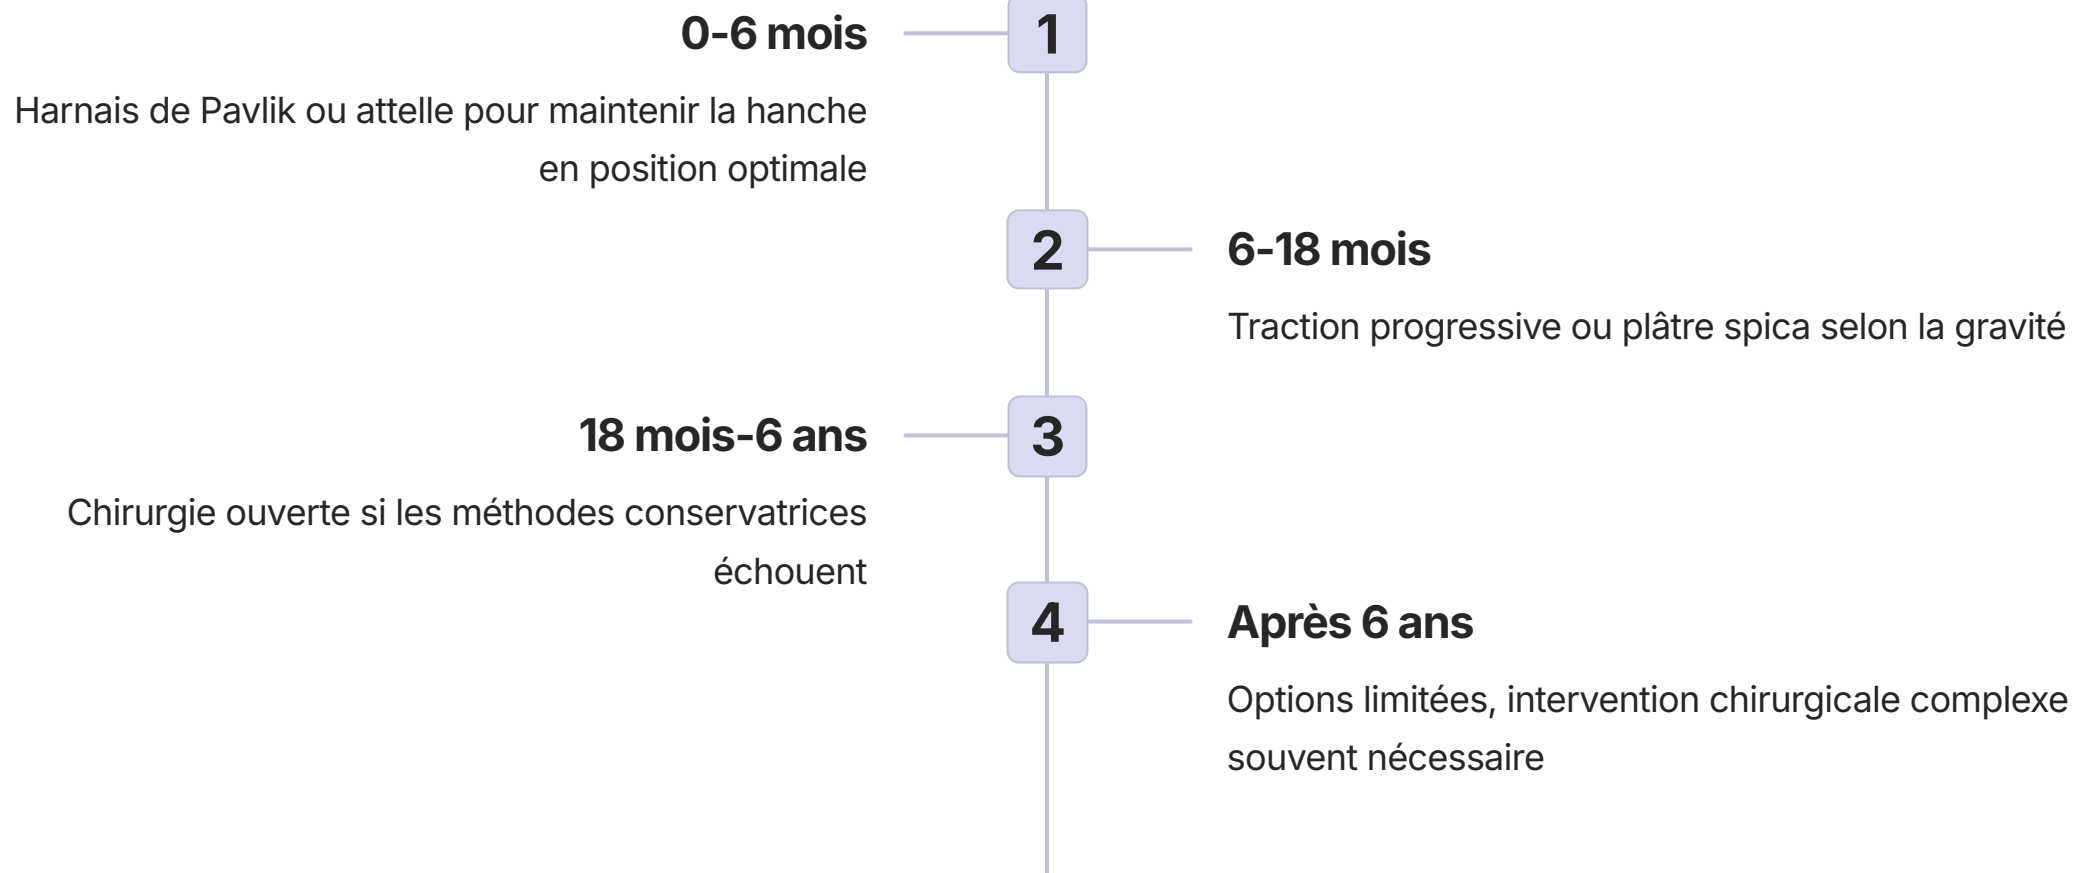 0-6 mois
1
Harnais de Pavlik ou attelle pour maintenir la hanche
en position optimale
2
6-18 mois
Traction progressive ou plâtre spica selon la gravité
18 mois-6 ans
3
Chirurgie ouverte si les méthodes conservatrices
échouent
4
Après 6 ans
Options limitées, intervention chirurgicale complexe
souvent nécessaire